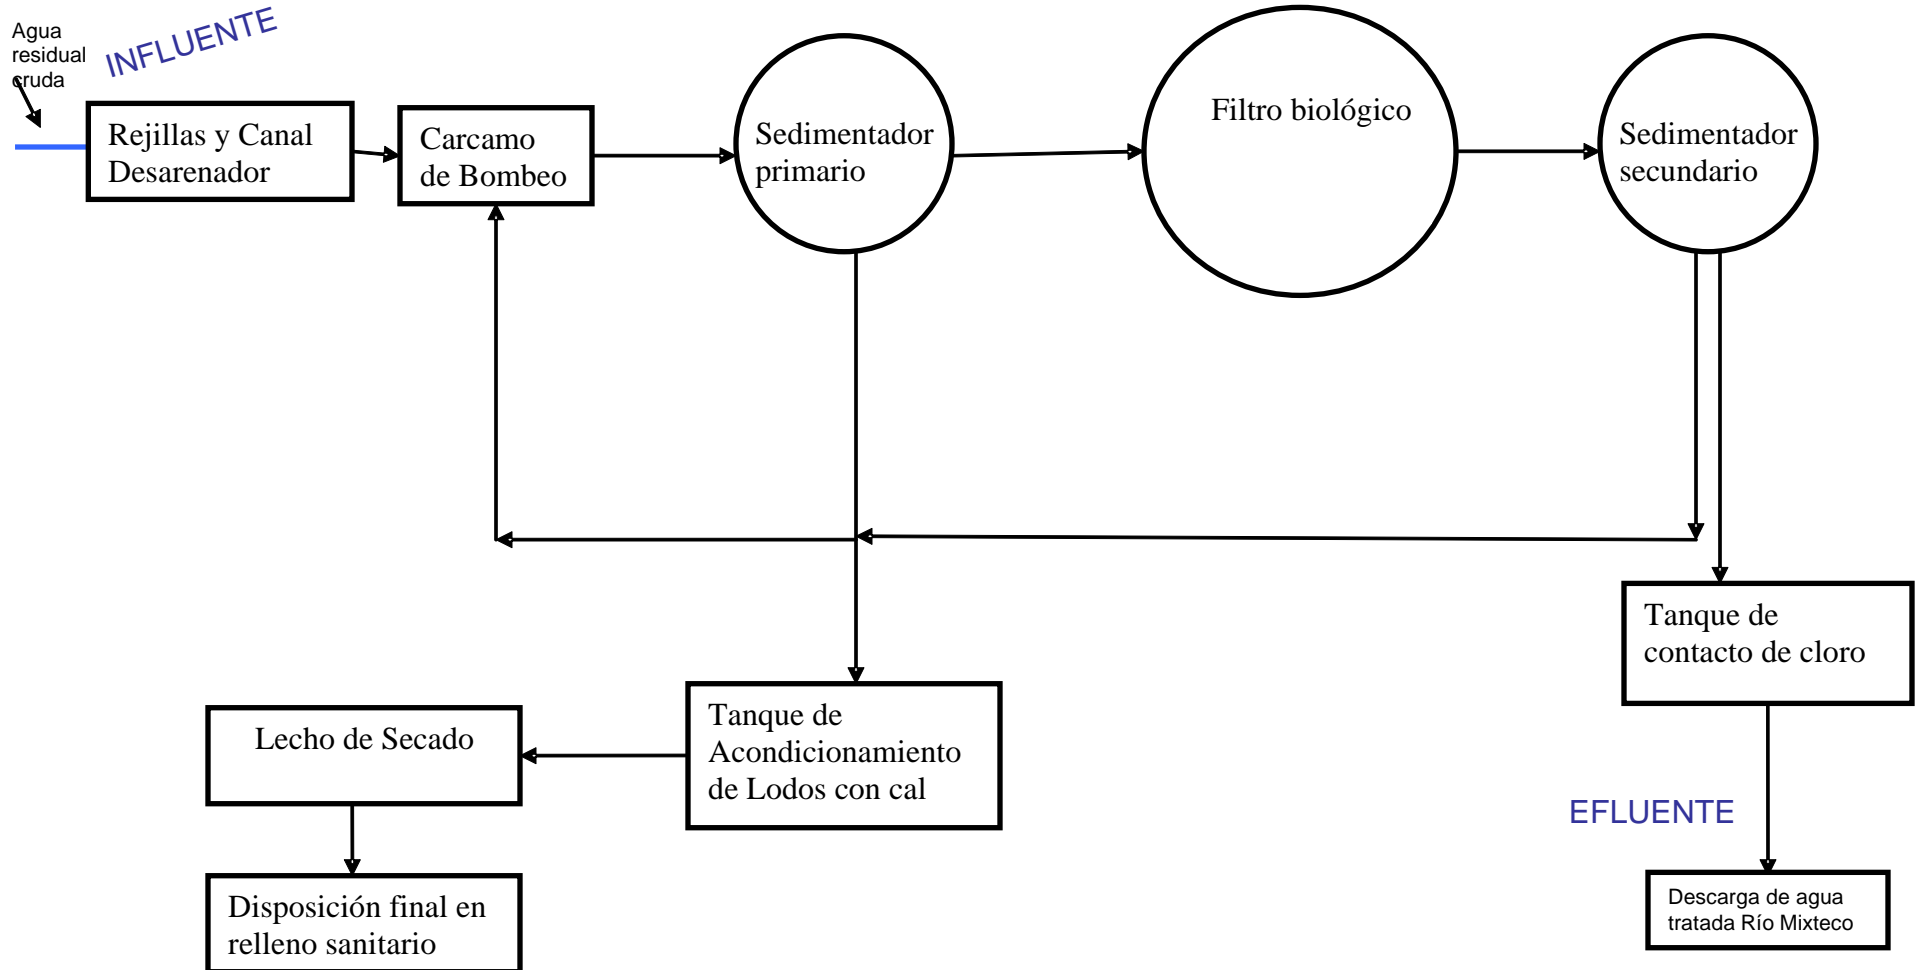 Agua
residual
cruda
INFLUENTE
Rejillas y Canal
Desarenador
Carcamo
de Bombeo
Sedimentador
primario
Filtro biológico
Sedimentador
secundario
Tanque de
contacto de cloro
Tanque de
Acondicionamiento
de Lodos con cal
Lecho de Secado
EFLUENTE
Disposición final en
relleno sanitario
Descarga de agua
tratada Río Mixteco